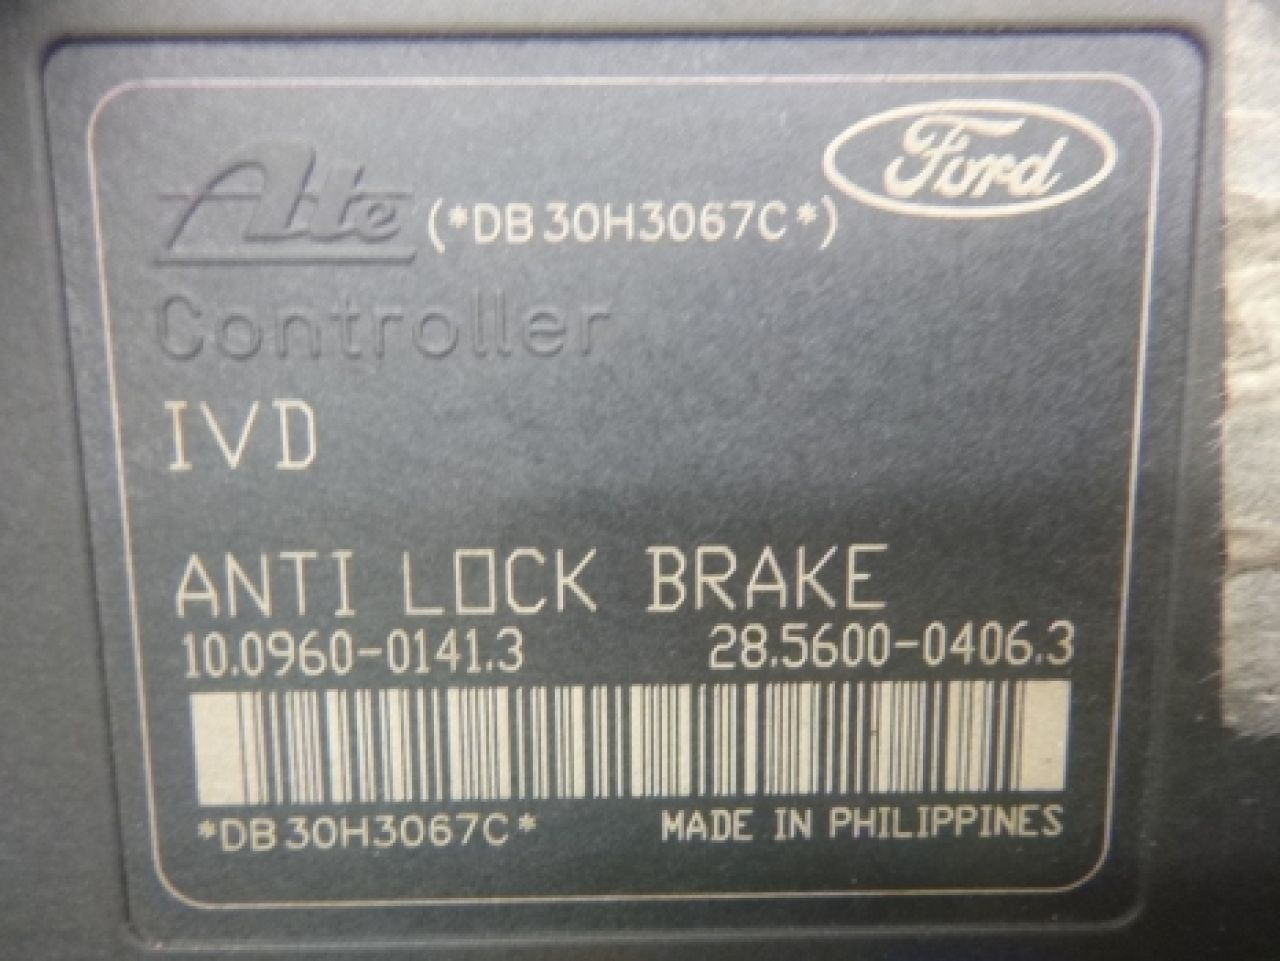 Ford
Ate (*DB30H3067C*)
Controller
IVD
ANTI LOCK BRAKE
10.0960-0141.3 28.5600-0406.3
*DB30H3067C* MADE IN PHILIPPINES